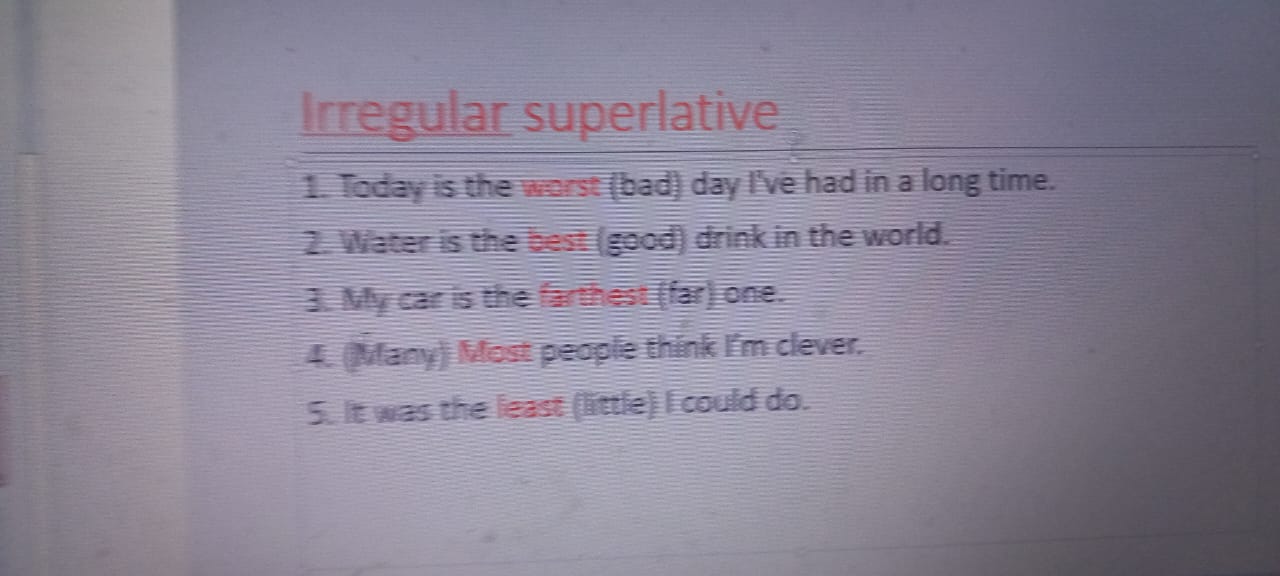 Irregular superlative
1. Today is the worst (bad) day I've had in a long time.
2. Water is the best (good) drink in the world.
3. My car is the farthest (far) one.
4. (Many) Most people think I'm clever.
5. It was the least (little) I could do.